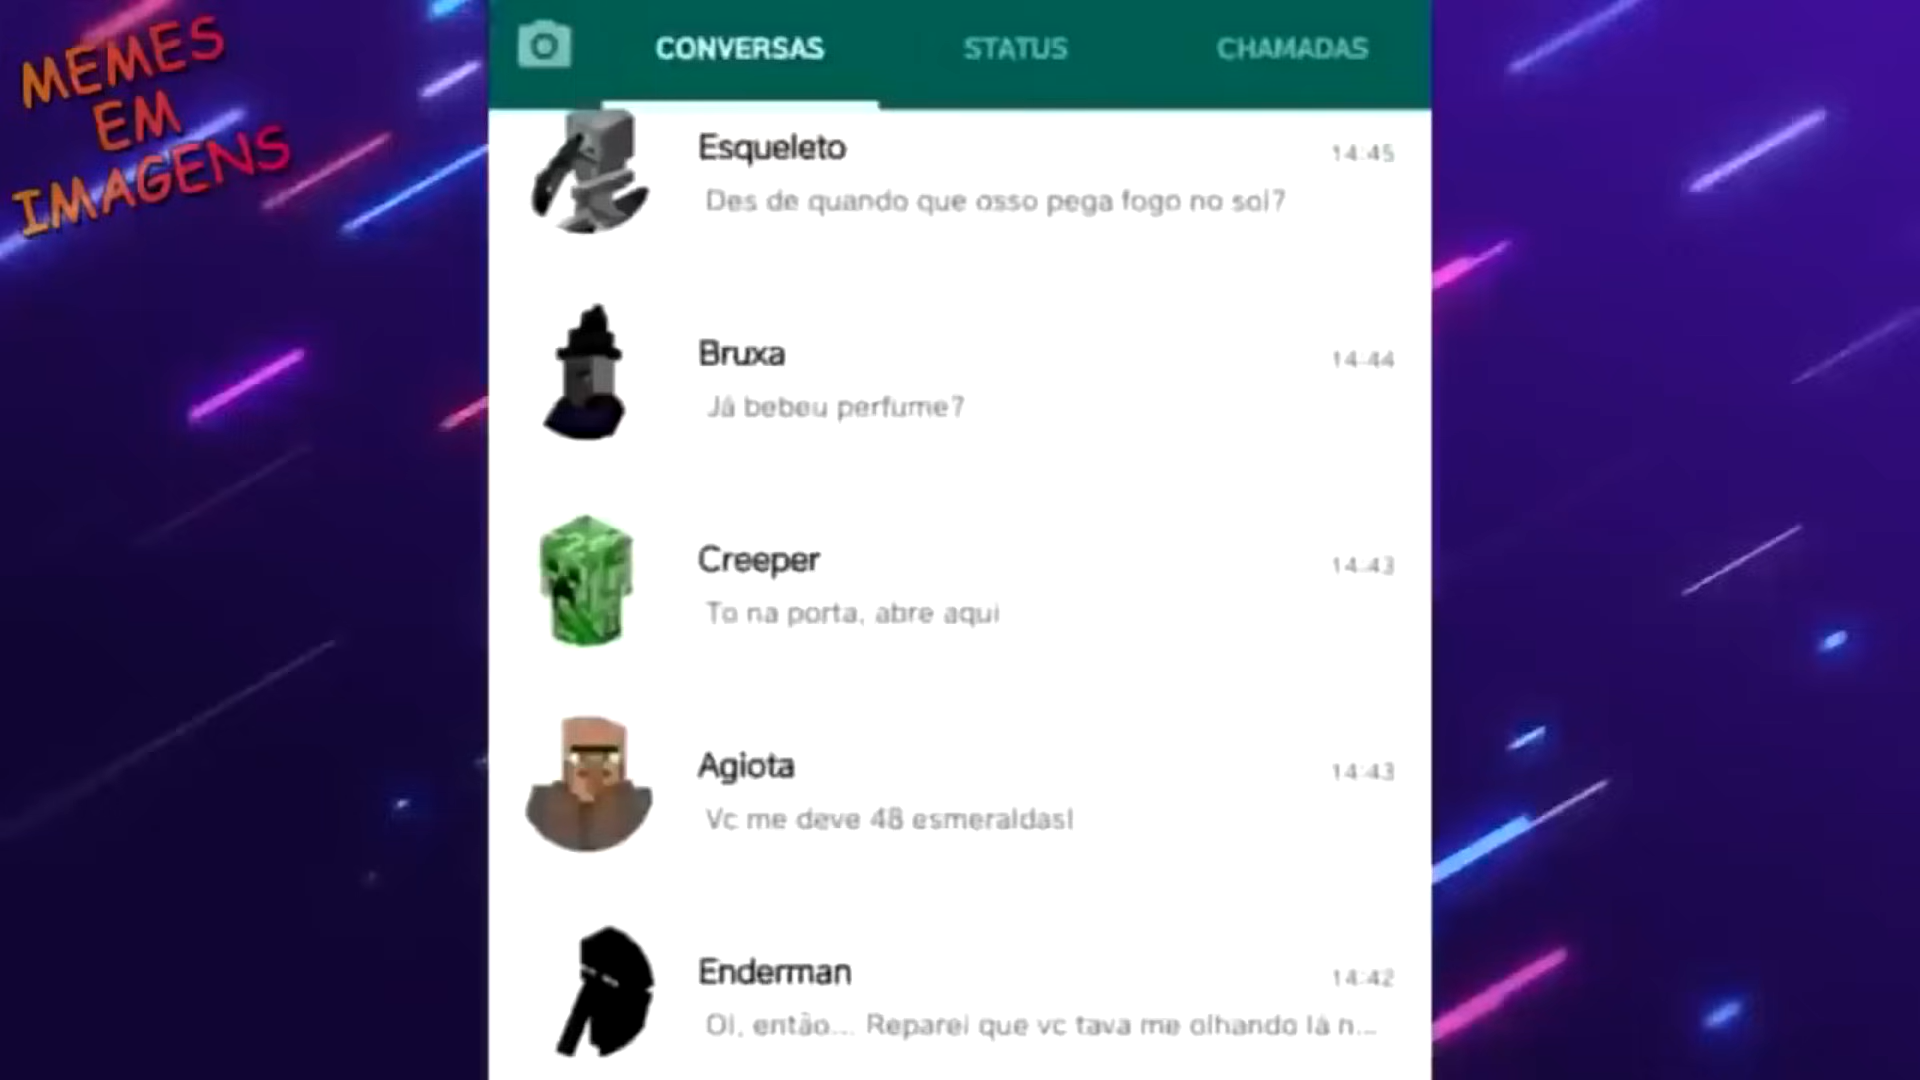 MEMES
EM
IMAGENS
CONVERSAS STATUS CHAMADAS
Esqueleto 14:45
Des de quando que osso pega fogo no sol?
Bruxa 14:44
Já bebeu perfume?
Creeper 14:43
To na porta, abre aqui
Agiota 14:43
Vc me deve 48 esmeraldas!
Enderman 14:42
Oi, então... Reparei que vc tava me olhando lá n...